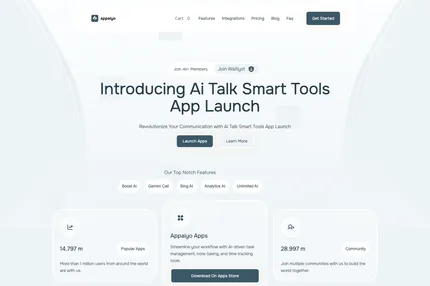 appaiyo
Cart 0 Features Integrations Pricing Blog Faq
Get Started
Join 4k+ Members Join Waitlyst
Introducing Ai Talk Smart Tools
App Launch
Revolutionize Your Communication with Ai Talk Smart Tools App Launch
Launch Apps Learn More
Our Top Notch Features
Boost AI Gemini Call Bing AI Analytics AI Unlimited AI
14,797 m Popular Apps
More than 1 million users from around the world
are with us.
Appaiyo Apps
Streamline your workflow with AI-driven task
management, note-taking, and time tracking
tools.
Download On Apps Store
28,997 m Community
Join multiple communities with us to build the
world together.